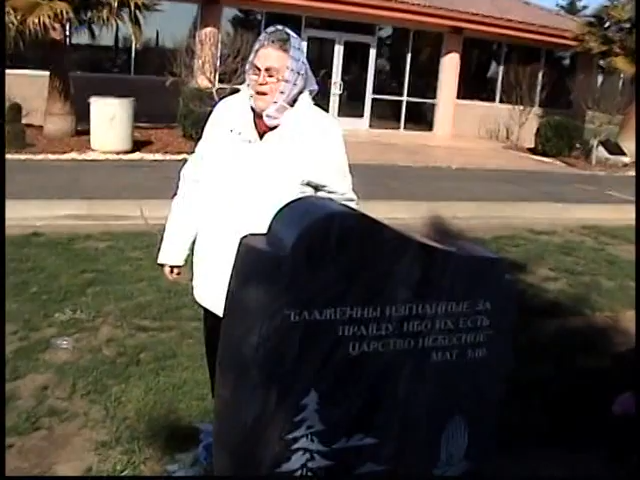 "БЛАЖЕННЫ ИЗГНАННЫЕ ЗА
ПРАВДУ, ИБО ИХ ЕСТЬ
ЦАРСТВО НЕБЕСНОЕ"
МАТ 5:10